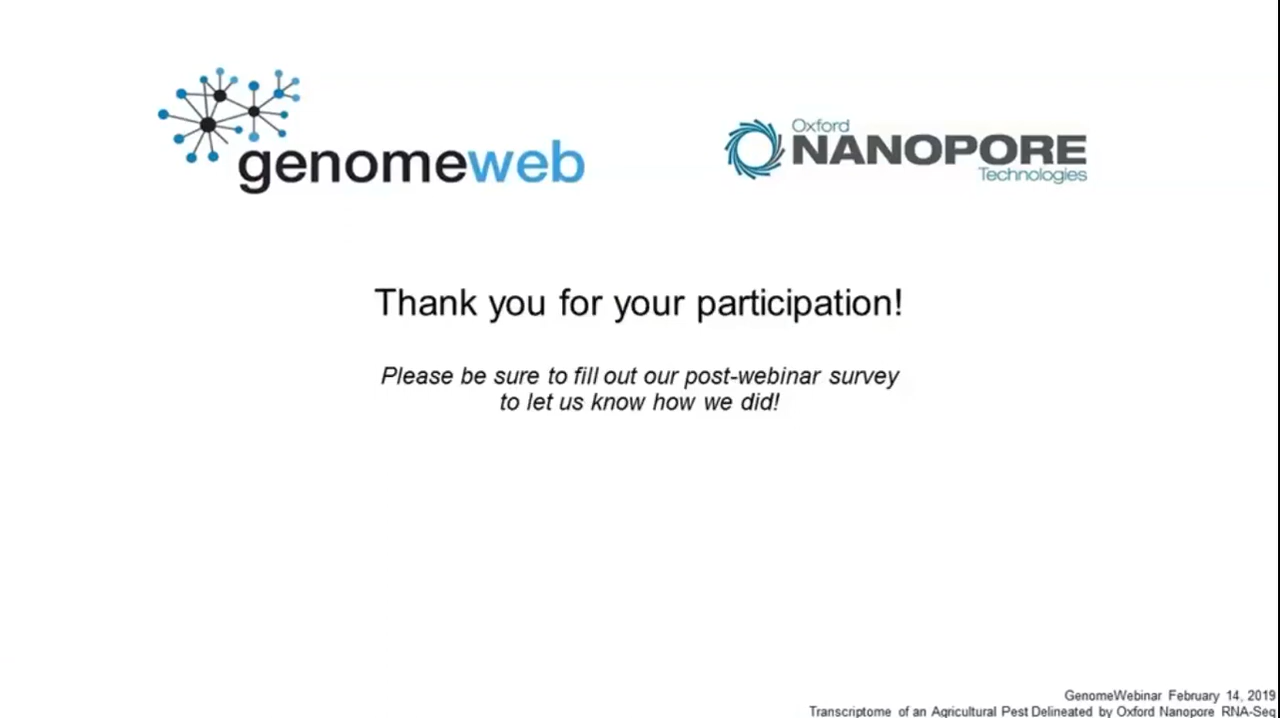 genomeweb
Oxford
NANOPORE
Technologies
Thank you for your participation!
Please be sure to fill out our post-webinar survey
to let us know how we did!
GenomeWebinar February 14, 2019
Transcriptome of an Agricultural Pest Delineated by Oxford Nanopore RNA-Seq